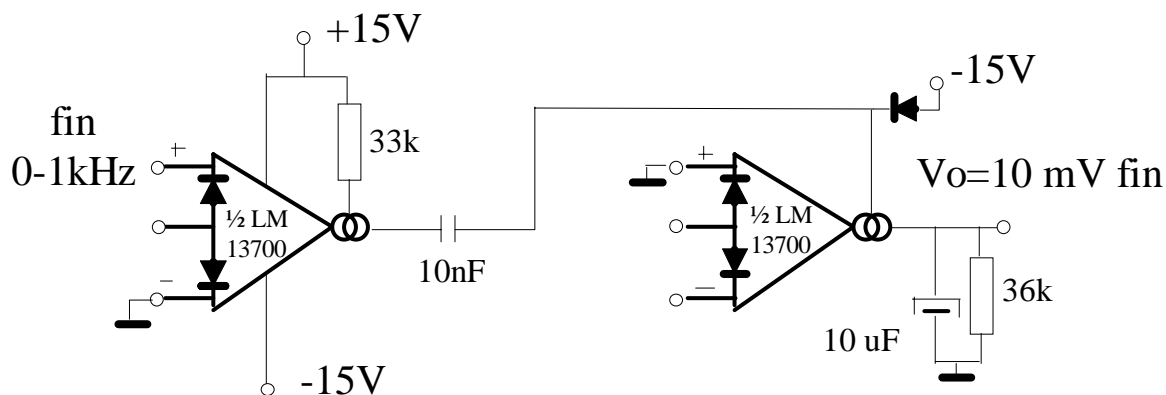 +15V
-15V
fin
0-1kHz
33k
+
+
Vo=10 mV fin
½ LM
13700
½ LM
13700
10nF
36k
10 uF
-15V